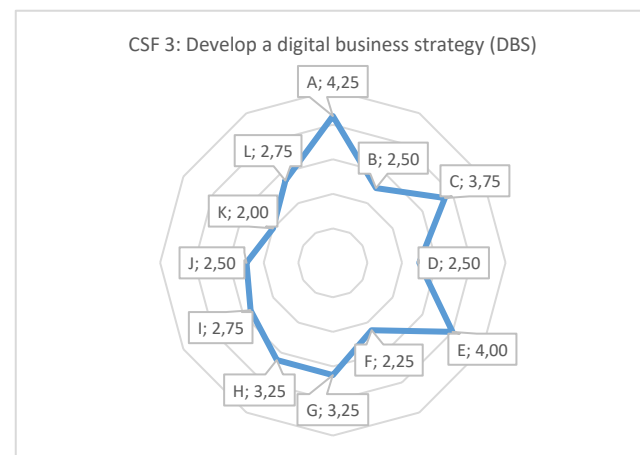 CSF 3: Develop a digital business strategy (DBS)
A; 4,25
B; 2,50
C; 3,75
D; 2,50
E; 4,00
F; 2,25
G; 3,25
H; 3,25
I; 2,75
J; 2,50
K; 2,00
L; 2,75